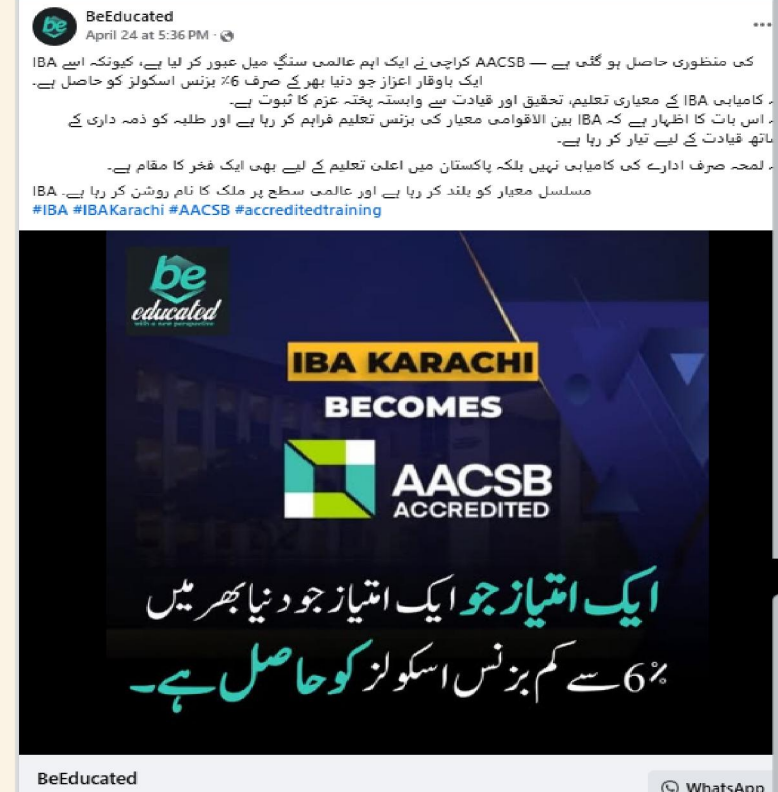 BeEducated
April 24 at 5:36 PM ·
IBA کراچی نے ایک اہم عالمی سنگِ میل عبور کر لیا ہے، کیونکہ اسے AACSB — کی منظوری حاصل ہو گئی ہے
ایک باوقار اعزاز جو دنیا بھر کے صرف 6٪ بزنس اسکولز کو حاصل ہے۔
کامیابی IBA کے معیاری تعلیم، تحقیق اور قیادت سے وابستہ پختہ عزم کا ثبوت ہے۔
اس بات کا اظہار ہے کہ IBA بین الاقوامی معیار کی بزنس تعلیم فراہم کر رہا ہے اور طلبہ کو ذمہ داری کے
قیادت کے لیے تیار کر رہا ہے۔
لمحہ صرف ادارے کی کامیابی نہیں بلکہ پاکستان میں اعلیٰ تعلیم کے لیے بھی ایک فخر کا مقام ہے۔
IBA مسلسل معیار کو بلند کر رہا ہے اور عالمی سطح پر ملک کا نام روشن کر رہا ہے۔
#IBA #IBAKarachi #AACSB #accreditedtraining
be
educated
with a new perspective
IBA KARACHI
BECOMES
AACSB
ACCREDITED
ایک امتیاز جو ایک امتیاز جو دنیا بھر میں
6% سے کم بزنس اسکولز کو حاصل ہے۔
BeEducated
WhatsApp